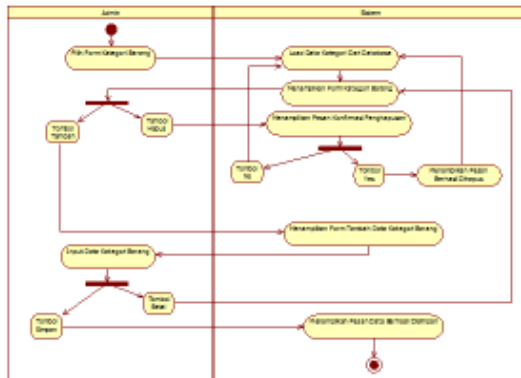 Admin
Sistem
Pilih Form Kategori Barang
Load Data Kategori Dari Database
Menampilkan Form Kategori Barang
Tombol
Tambah
Tombol
Hapus
Menampilkan Pesan Konfirmasi Penghapusan
Tombol
No
Tombol
Yes
Menampilkan Pesan
Berhasil Dihapus
Menampilkan Form Tambah Data Kategori Barang
Input Data Kategori Barang
Tombol
Simpan
Tombol
Batal
Menampilkan Pesan Data Berhasil Disimpan